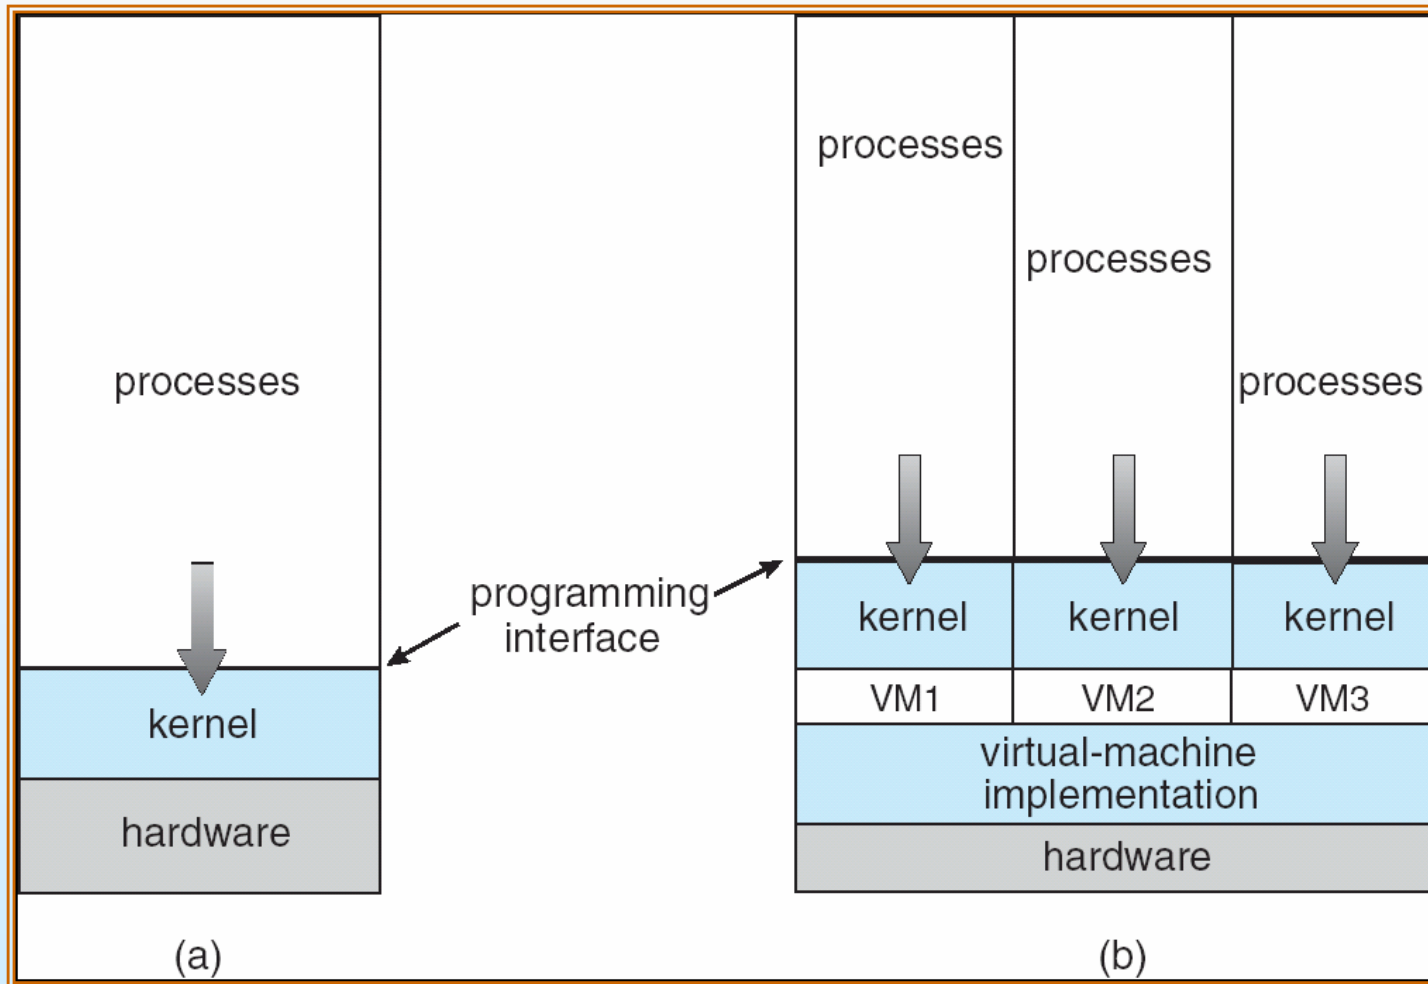 processes
processes
processes
processes
programming
interface
kernel
kernel
kernel
kernel
VM1
VM2
VM3
virtual-machine
implementation
hardware
hardware
(a)
(b)